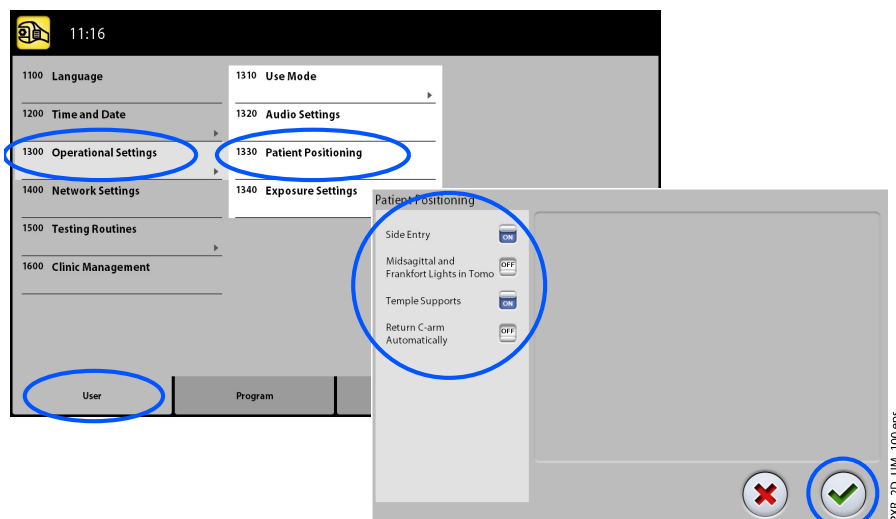 11:16
1100 Language
1200 Time and Date
1300 Operational Settings
1400 Network Settings
1500 Testing Routines
1600 Clinic Management
1310 Use Mode
1320 Audio Settings
1330 Patient Positioning
1340 Exposure Settings
User
Program
Patient Positioning
Side Entry
ON
Midsagittal and
Frankfort Lights in Tomo
OFF
Temple Supports
ON
Return C-arm
Automatically
OFF